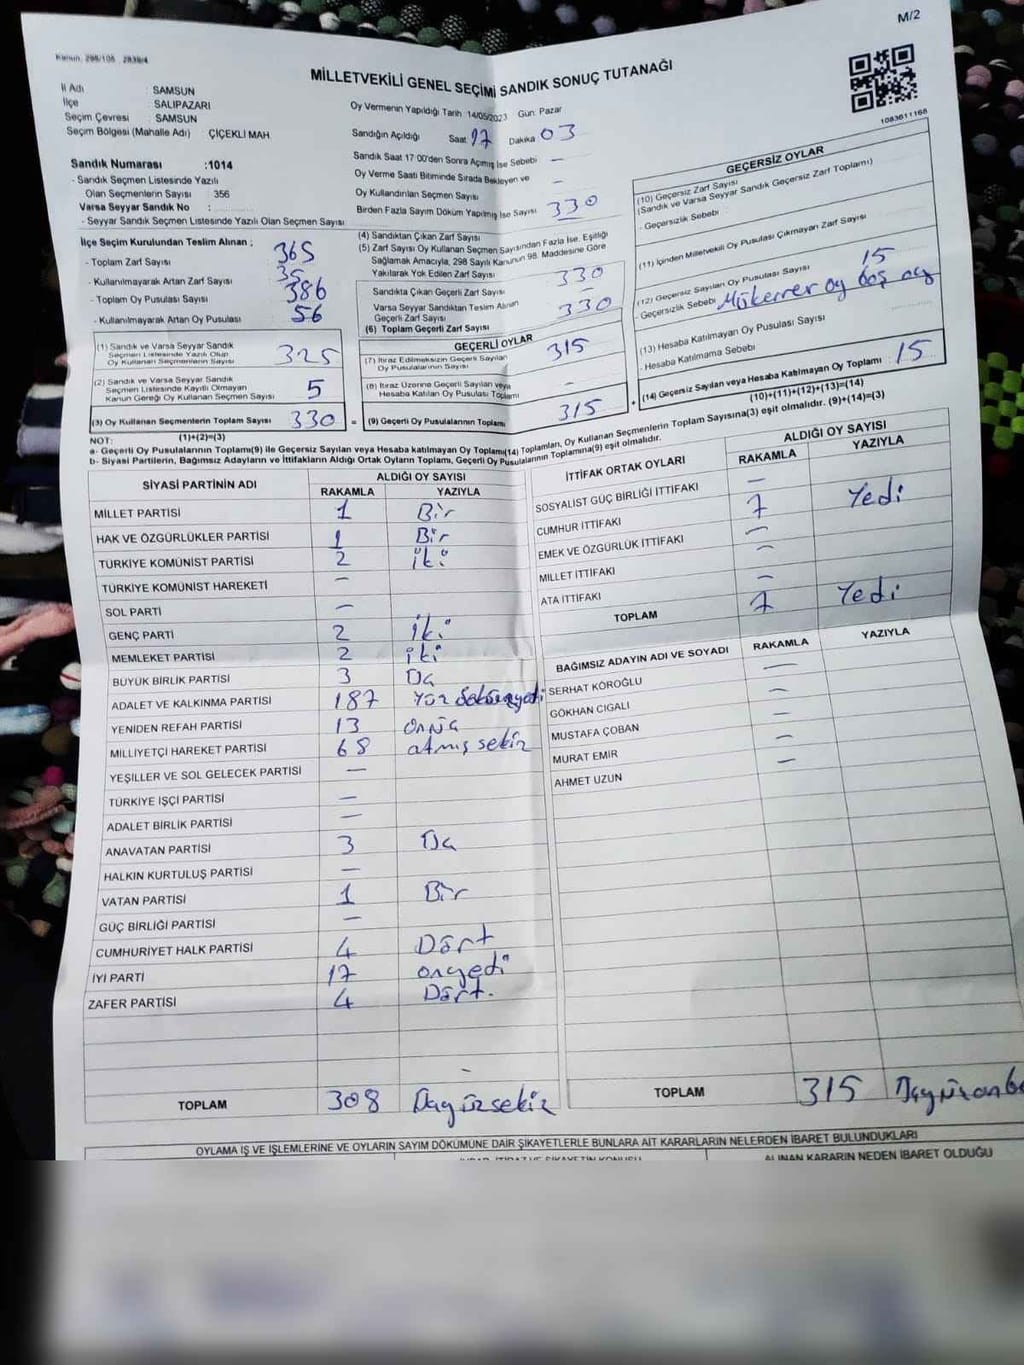 M/2
Kanun, 298/105 2839/4
MİLLETVEKİLİ GENEL SEÇİMİ SANDIK SONUÇ TUTANAĞI
1083611168
İl Adı : SAMSUN
İlçe : SALIPAZARI
Seçim Çevresi : SAMSUN
Seçim Bölgesi (Mahalle Adı) ÇİÇEKLİ MAH
Sandık Numarası :1014
- Sandık Seçmen Listesinde Yazılı
Olan Seçmenlerin Sayısı 356
Varsa Seyyar Sandık No :
- Seyyar Sandık Seçmen Listesinde Yazılı Olan Seçmen Sayısı
Oy Vermenin Yapıldığı Tarih 14/05/2023 Gün: Pazar
Sandığın Açıldığı Saat 17 Dakika 03
Sandık Saat 17:00'den Sonra Açmış İse Sebebi -
Oy Verme Saati Bitiminde Sırada Bekleyen ve
Oy Kullandırılan Seçmen Sayısı -
Birden Fazla Sayım Döküm Yapılmış İse Sayısı
330
İlçe Seçim Kurulundan Teslim Alınan ;
- Toplam Zarf Sayısı 365
- Kullanılmayarak Artan Zarf Sayısı 35
- Toplam Oy Pusulası Sayısı 386
- Kullanılmayarak Artan Oy Pusulası 56
(1) Sandık ve Varsa Seyyar Sandık
Seçmen Listesinde Yazılı Olup
Oy Kullanan Seçmenlerin Sayısı 325
(2) Sandık ve Varsa Seyyar Sandık
Seçmen Listesinde Kayıtlı Olmayan
Kanun Gereği Oy Kullanan Seçmen Sayısı 5
(3) Oy Kullanan Seçmenlerin Toplam Sayısı 330
(1)+(2)=(3)
(4) Sandıktan Çıkan Zarf Sayısı
(5) Zarf Sayısı Oy Kullanan Seçmen Sayısından Fazla İse, Eşitliği
Sağlamak Amacıyla, 298 Sayılı Kanunun 98. Maddesine Göre
Yakılarak Yok Edilen Zarf Sayısı
Sandıkta Çıkan Geçerli Zarf Sayısı 330
Varsa Seyyar Sandıktan Teslim Alınan
Geçerli Zarf Sayısı -
(6) Toplam Geçerli Zarf Sayısı 330
GEÇERLİ OYLAR
(7) İtiraz Edilmeksizin Geçerli Sayılan
Oy Pusulalarının Sayısı 315
(8) İtiraz Üzerine Geçerli Sayılan veya
Hesaba Katılan Oy Pusulası Toplamı -
= (9) Geçerli Oy Pusulalarının Toplamı 315
GEÇERSİZ OYLAR
(10) Geçersiz Zarf Sayısı
(Sandık ve Varsa Seyyar Sandık Geçersiz Zarf Toplamı)
- Geçersizlik Sebebi
(11) İçinden Milletvekili Oy Pusulası Çıkmayan Zarf Sayısı
(12) Geçersiz Sayılan Oy Pusulası Sayısı 15
- Geçersizlik Sebebi Mükerrer oy boş oy
(13) Hesaba Katılmayan Oy Pusulası Sayısı
- Hesaba Katılmama Sebebi
+ (14) Geçersiz Sayılan veya Hesaba Katılmayan Oy Toplamı 15
(10)+(11)+(12)+(13)=(14)
NOT:
a- Geçerli Oy Pusulalarının Toplamı(9) ile Geçersiz Sayılan veya Hesaba katılmayan Oy Toplamı(14) Toplamları, Oy Kullanan Seçmenlerin Toplam Sayısına(3) eşit olmalıdır. (9)+(14)=(3)
b- Siyasi Partilerin, Bağımsız Adayların ve İttifakların Aldığı Ortak Oyların Toplamı, Geçerli Oy Pusulalarının Toplamına(9) eşit olmalıdır.
SİYASİ PARTİNİN ADI ALDIĞI OY SAYISI
RAKAMLA YAZIYLA
MİLLET PARTİSİ 1 Bir
HAK VE ÖZGÜRLÜKLER PARTİSİ 1 Bir
TÜRKİYE KOMÜNİST PARTİSİ 2 iki
TÜRKİYE KOMÜNİST HAREKETİ -
SOL PARTİ -
GENÇ PARTİ 2 iki
MEMLEKET PARTİSİ 2 iki
BÜYÜK BİRLİK PARTİSİ 3 Üç
ADALET VE KALKINMA PARTİSİ 187 Yüz seksenyedi
YENİDEN REFAH PARTİSİ 13 onüç
MİLLİYETÇİ HAREKET PARTİSİ 68 atmış sekiz
YEŞİLLER VE SOL GELECEK PARTİSİ -
TÜRKİYE İŞÇİ PARTİSİ -
ADALET BİRLİK PARTİSİ -
ANAVATAN PARTİSİ 3 Üç
HALKIN KURTULUŞ PARTİSİ -
VATAN PARTİSİ 1 Bir
GÜÇ BİRLİĞİ PARTİSİ -
CUMHURİYET HALK PARTİSİ 4 Dört
İYİ PARTİ 17 onyedi
ZAFER PARTİSİ 4 Dört.
TOPLAM 308 Üçyüzsekiz
İTTİFAK ORTAK OYLARI ALDIĞI OY SAYISI
RAKAMLA YAZIYLA
SOSYALİST GÜÇ BİRLİĞİ İTTİFAKI -
CUMHUR İTTİFAKI 7 Yedi
EMEK VE ÖZGÜRLÜK İTTİFAKI -
MİLLET İTTİFAKI -
ATA İTTİFAKI -
TOPLAM 7 Yedi
BAĞIMSIZ ADAYIN ADI VE SOYADI RAKAMLA YAZIYLA
SERHAT KÖROĞLU -
GÖKHAN CIGALI -
MUSTAFA ÇOBAN -
MURAT EMİR -
AHMET UZUN -
TOPLAM 315 Üçyüzonbe
OYLAMA İŞ VE İŞLEMLERİNE VE OYLARIN SAYIM DÖKÜMÜNE DAİR ŞİKAYETLERLE BUNLARA AİT KARARLARIN NELERDEN İBARET BULUNDUKLARI
ALINAN KARARIN NEDEN İBARET OLDUĞU